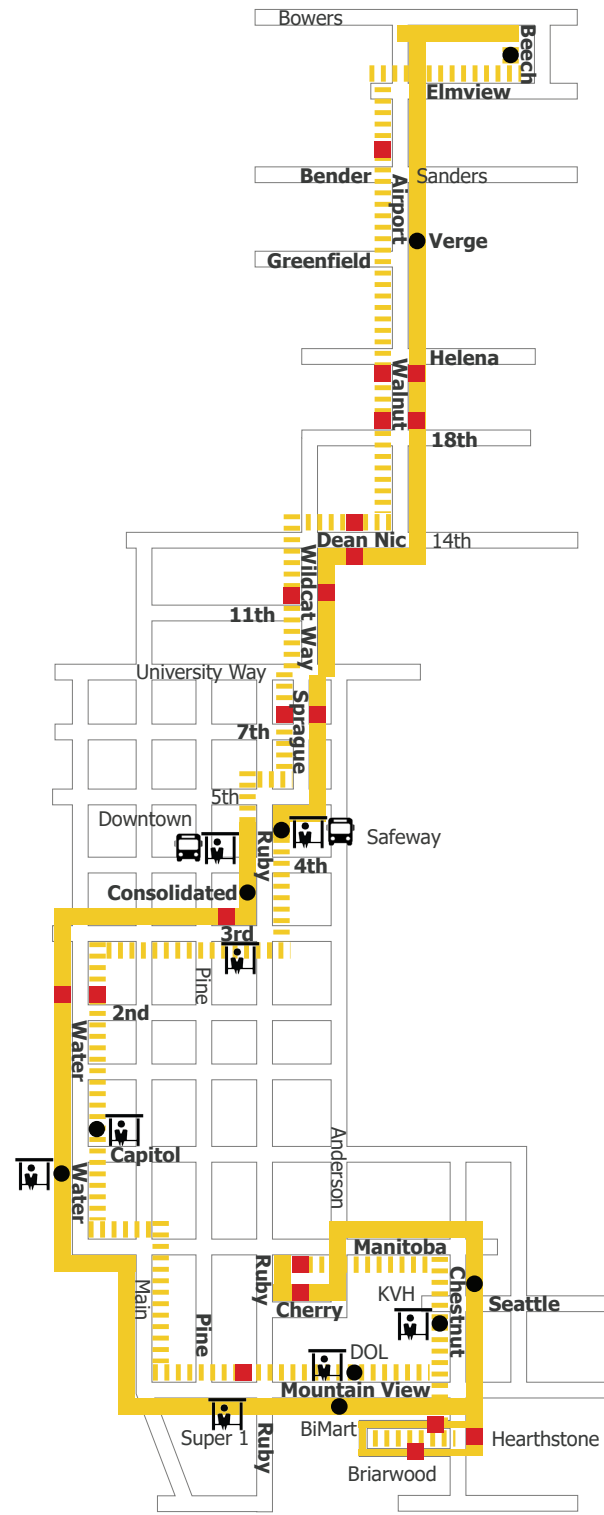 Bowers
Beech
Elmview
Bender
Sanders
Airport
Verge
Greenfield
Helena
Walnut
18th
Dean Nic
14th
Wildcat Way
11th
University Way
Sprague
7th
5th
Downtown
Ruby
Safeway
4th
Consolidated
3rd
Pine
2nd
Water
Capitol
Anderson
Water
Manitoba
Ruby
Chestnut
KVH
Seattle
Cherry
Main
Pine
DOL
Mountain View
BiMart
Super 1
Ruby
Hearthstone
Briarwood